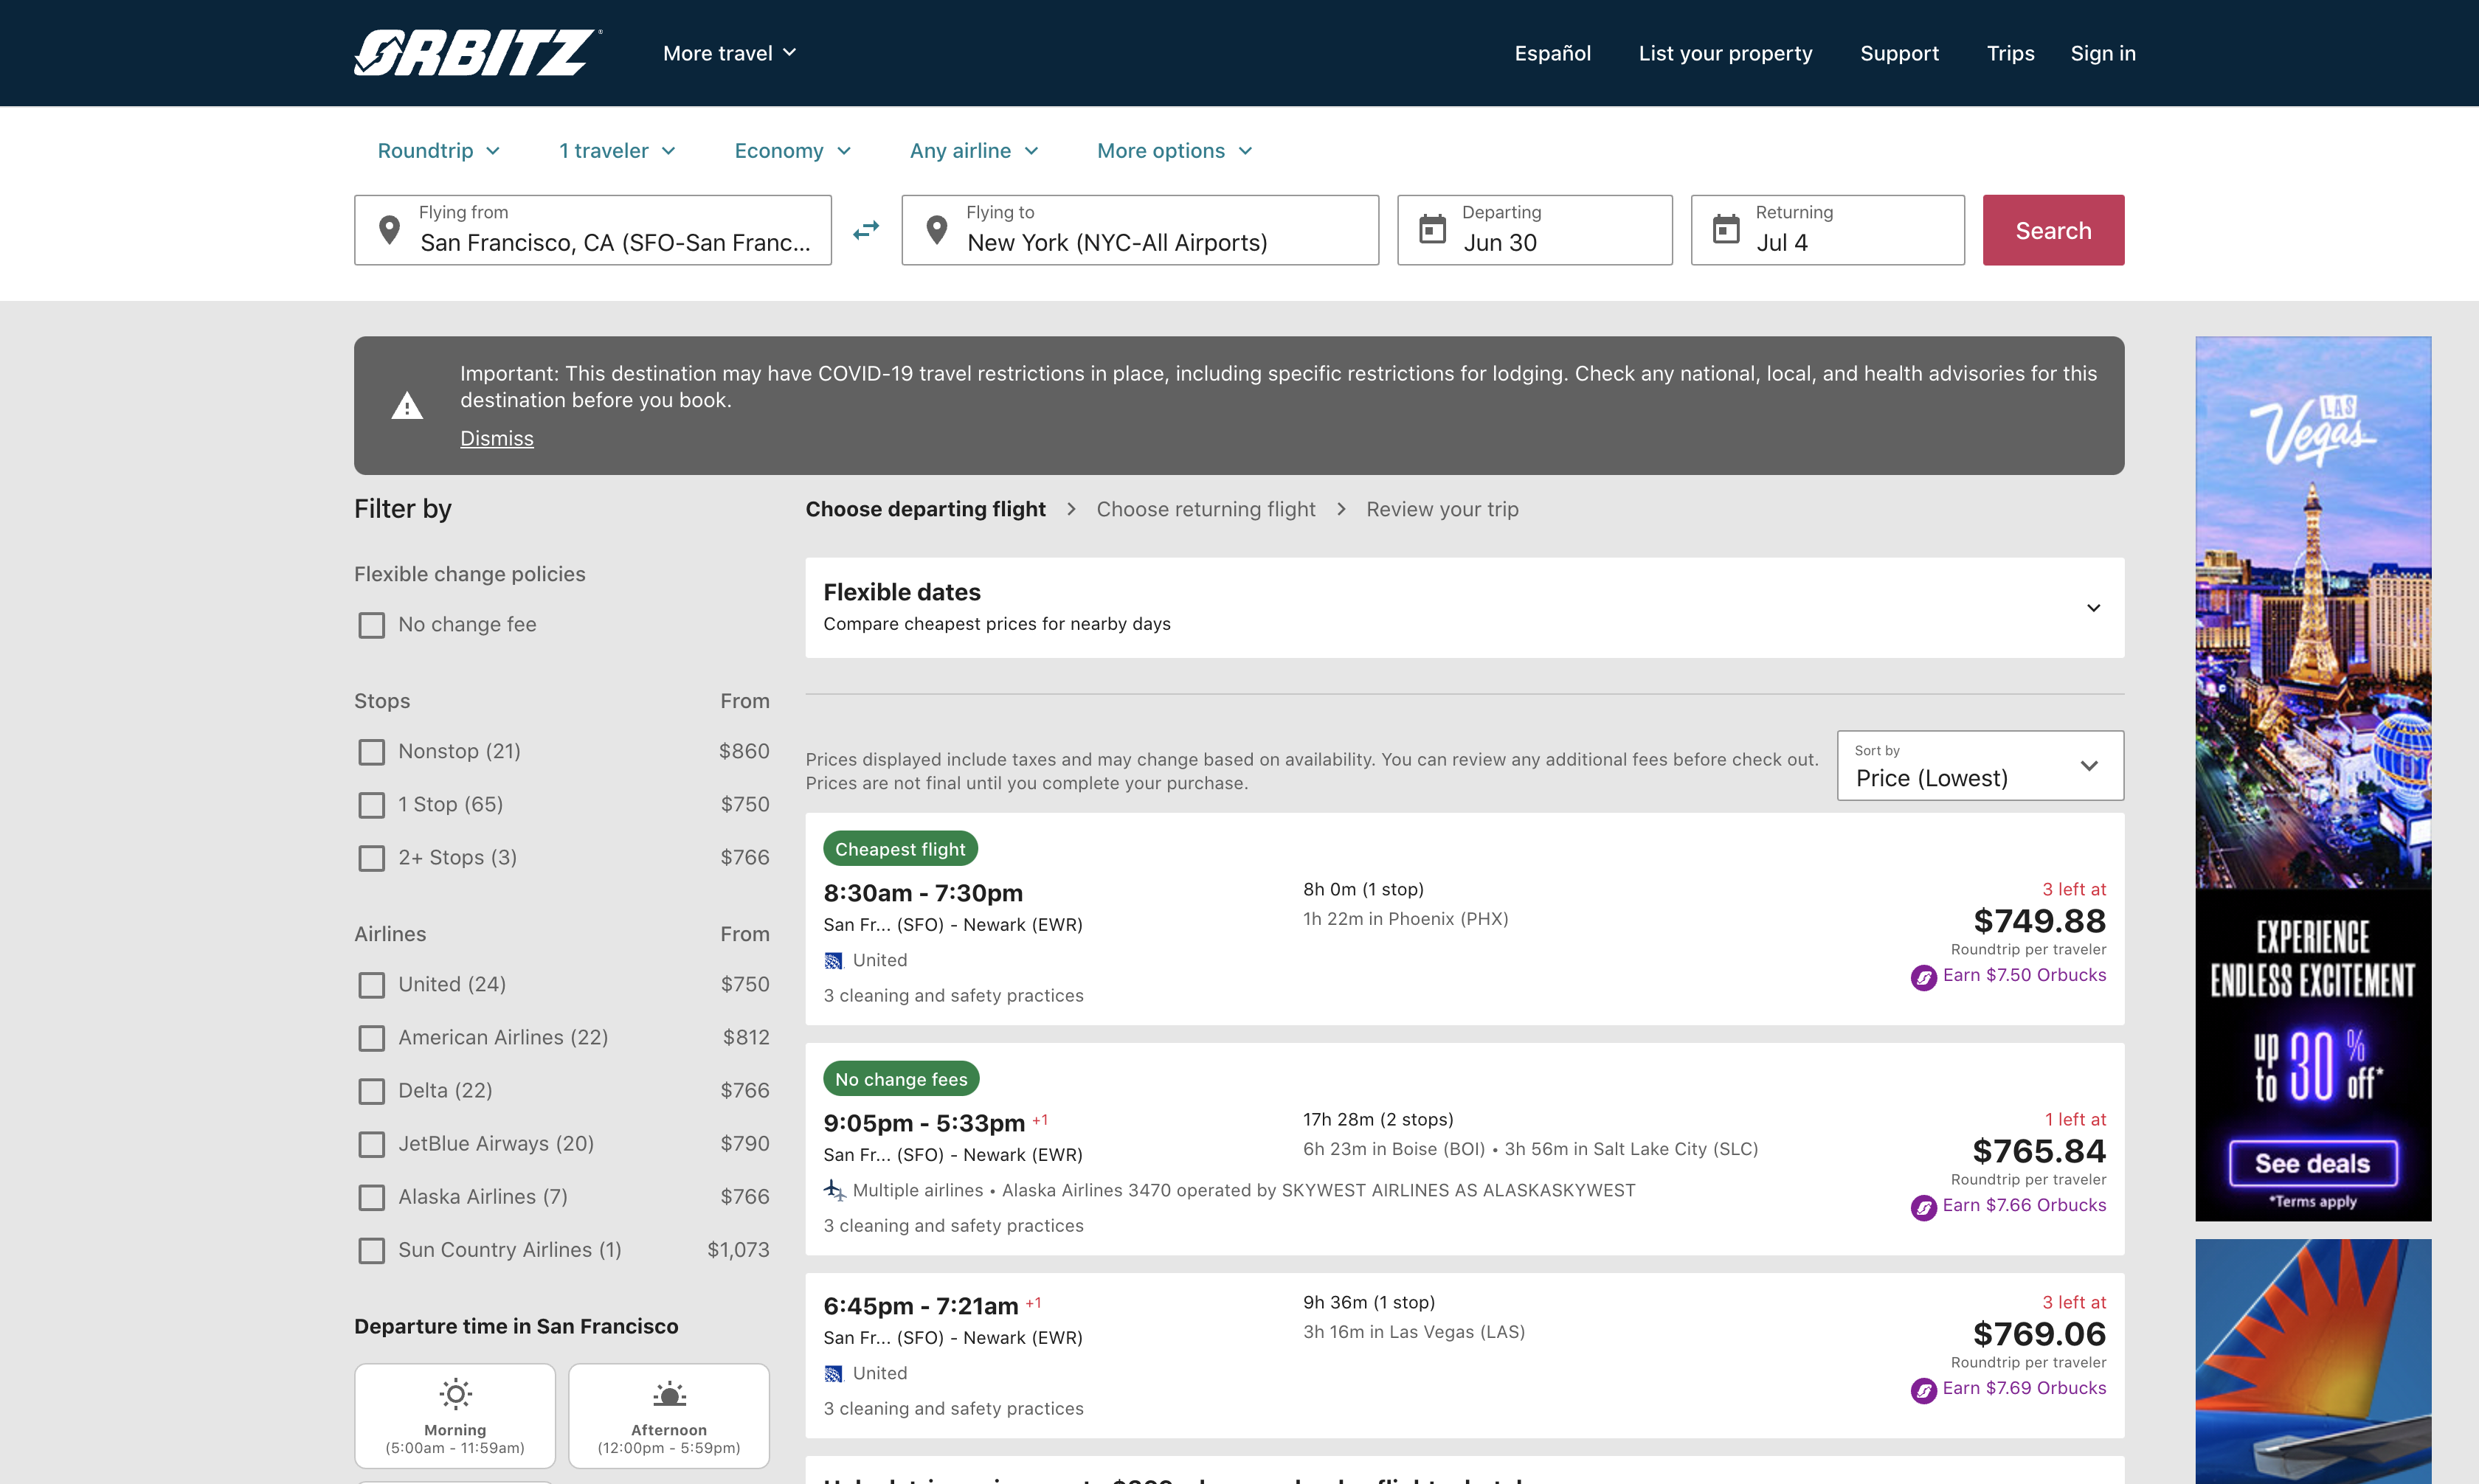 ORBITZ
More travel
Español
List your property
Support
Trips
Sign in
Roundtrip
1 traveler
Economy
Any airline
More options
Flying from
San Francisco, CA (SFO-San Franc...
Flying to
New York (NYC-All Airports)
Departing
Jun 30
Returning
Jul 4
Search
Important: This destination may have COVID-19 travel restrictions in place, including specific restrictions for lodging. Check any national, local, and health advisories for this
destination before you book.
Dismiss
Filter by
Flexible change policies
No change fee
Stops From
Nonstop (21) $860
1 Stop (65) $750
2+ Stops (3) $766
Airlines From
United (24) $750
American Airlines (22) $812
Delta (22) $766
JetBlue Airways (20) $790
Alaska Airlines (7) $766
Sun Country Airlines (1) $1,073
Departure time in San Francisco
Morning
(5:00am - 11:59am)
Afternoon
(12:00pm - 5:59pm)
Choose departing flight
Choose returning flight
Review your trip
Flexible dates
Compare cheapest prices for nearby days
Prices displayed include taxes and may change based on availability. You can review any additional fees before check out.
Prices are not final until you complete your purchase.
Sort by
Price (Lowest)
Cheapest flight
8:30am - 7:30pm
San Fr... (SFO) - Newark (EWR)
United
3 cleaning and safety practices
8h 0m (1 stop)
1h 22m in Phoenix (PHX)
3 left at
$749.88
Roundtrip per traveler
Earn $7.50 Orbucks
No change fees
9:05pm - 5:33pm +1
San Fr... (SFO) - Newark (EWR)
Multiple airlines • Alaska Airlines 3470 operated by SKYWEST AIRLINES AS ALASKASKYWEST
3 cleaning and safety practices
17h 28m (2 stops)
6h 23m in Boise (BOI) • 3h 56m in Salt Lake City (SLC)
1 left at
$765.84
Roundtrip per traveler
Earn $7.66 Orbucks
6:45pm - 7:21am +1
San Fr... (SFO) - Newark (EWR)
United
3 cleaning and safety practices
9h 36m (1 stop)
3h 16m in Las Vegas (LAS)
3 left at
$769.06
Roundtrip per traveler
Earn $7.69 Orbucks
LAS
Vegas
EXPERIENCE
ENDLESS EXCITEMENT
up to 30% off*
See deals
*Terms apply